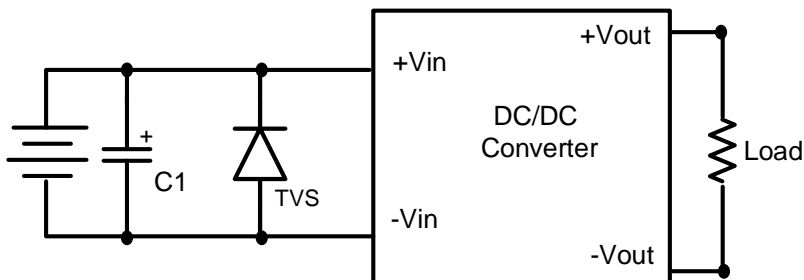 +Vout
+Vin
DC/DC
Converter
Load
+
C1
TVS
-Vin
-Vout